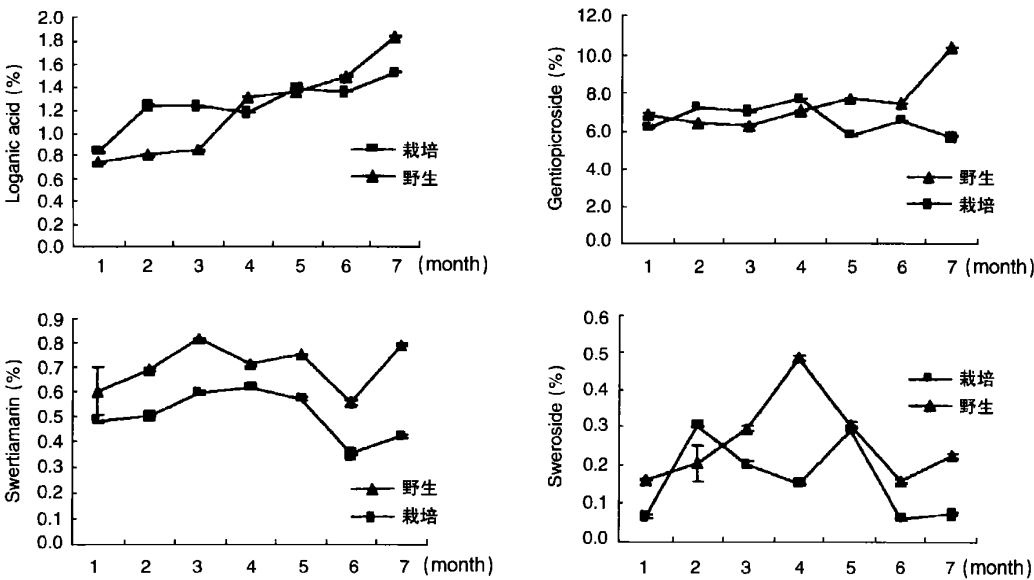 Loganic acid (%)
2.0
1.8
1.6
1.4
1.2
1.0
0.8
0.6
0.4
0.2
0.0
栽培
野生
1 2 3 4 5 6 7 (month)
Gentiopicroside (%)
12.0
10.0
8.0
6.0
4.0
2.0
0.0
野生
栽培
1 2 3 4 5 6 7 (month)
Swertiamarin (%)
0.9
0.8
0.7
0.6
0.5
0.4
0.3
0.2
0.1
0.0
野生
栽培
1 2 3 4 5 6 7 (month)
Sweroside (%)
0.6
0.5
0.4
0.3
0.2
0.1
0.0
栽培
野生
1 2 3 4 5 6 7 (month)